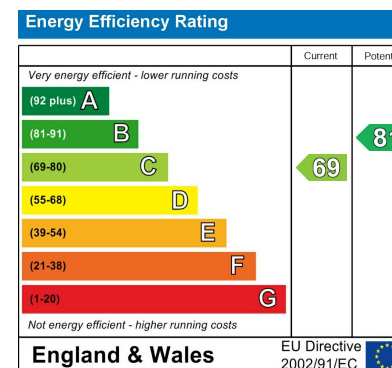 Energy Efficiency Rating
Current Potent
Very energy efficient - lower running costs
(92 plus) A
(81-91) B 81
(69-80) C 69
(55-68) D
(39-54) E
(21-38) F
(1-20) G
Not energy efficient - higher running costs
England & Wales
EU Directive
2002/91/EC